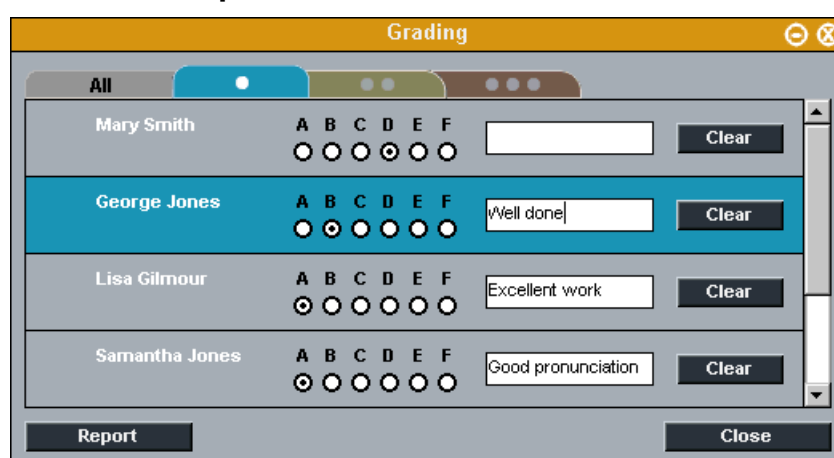 Grading
All
Mary Smith A B C D E F Clear
George Jones A B C D E F Well done Clear
Lisa Gilmour A B C D E F Excellent work Clear
Samantha Jones A B C D E F Good pronunciation Clear
Report Close